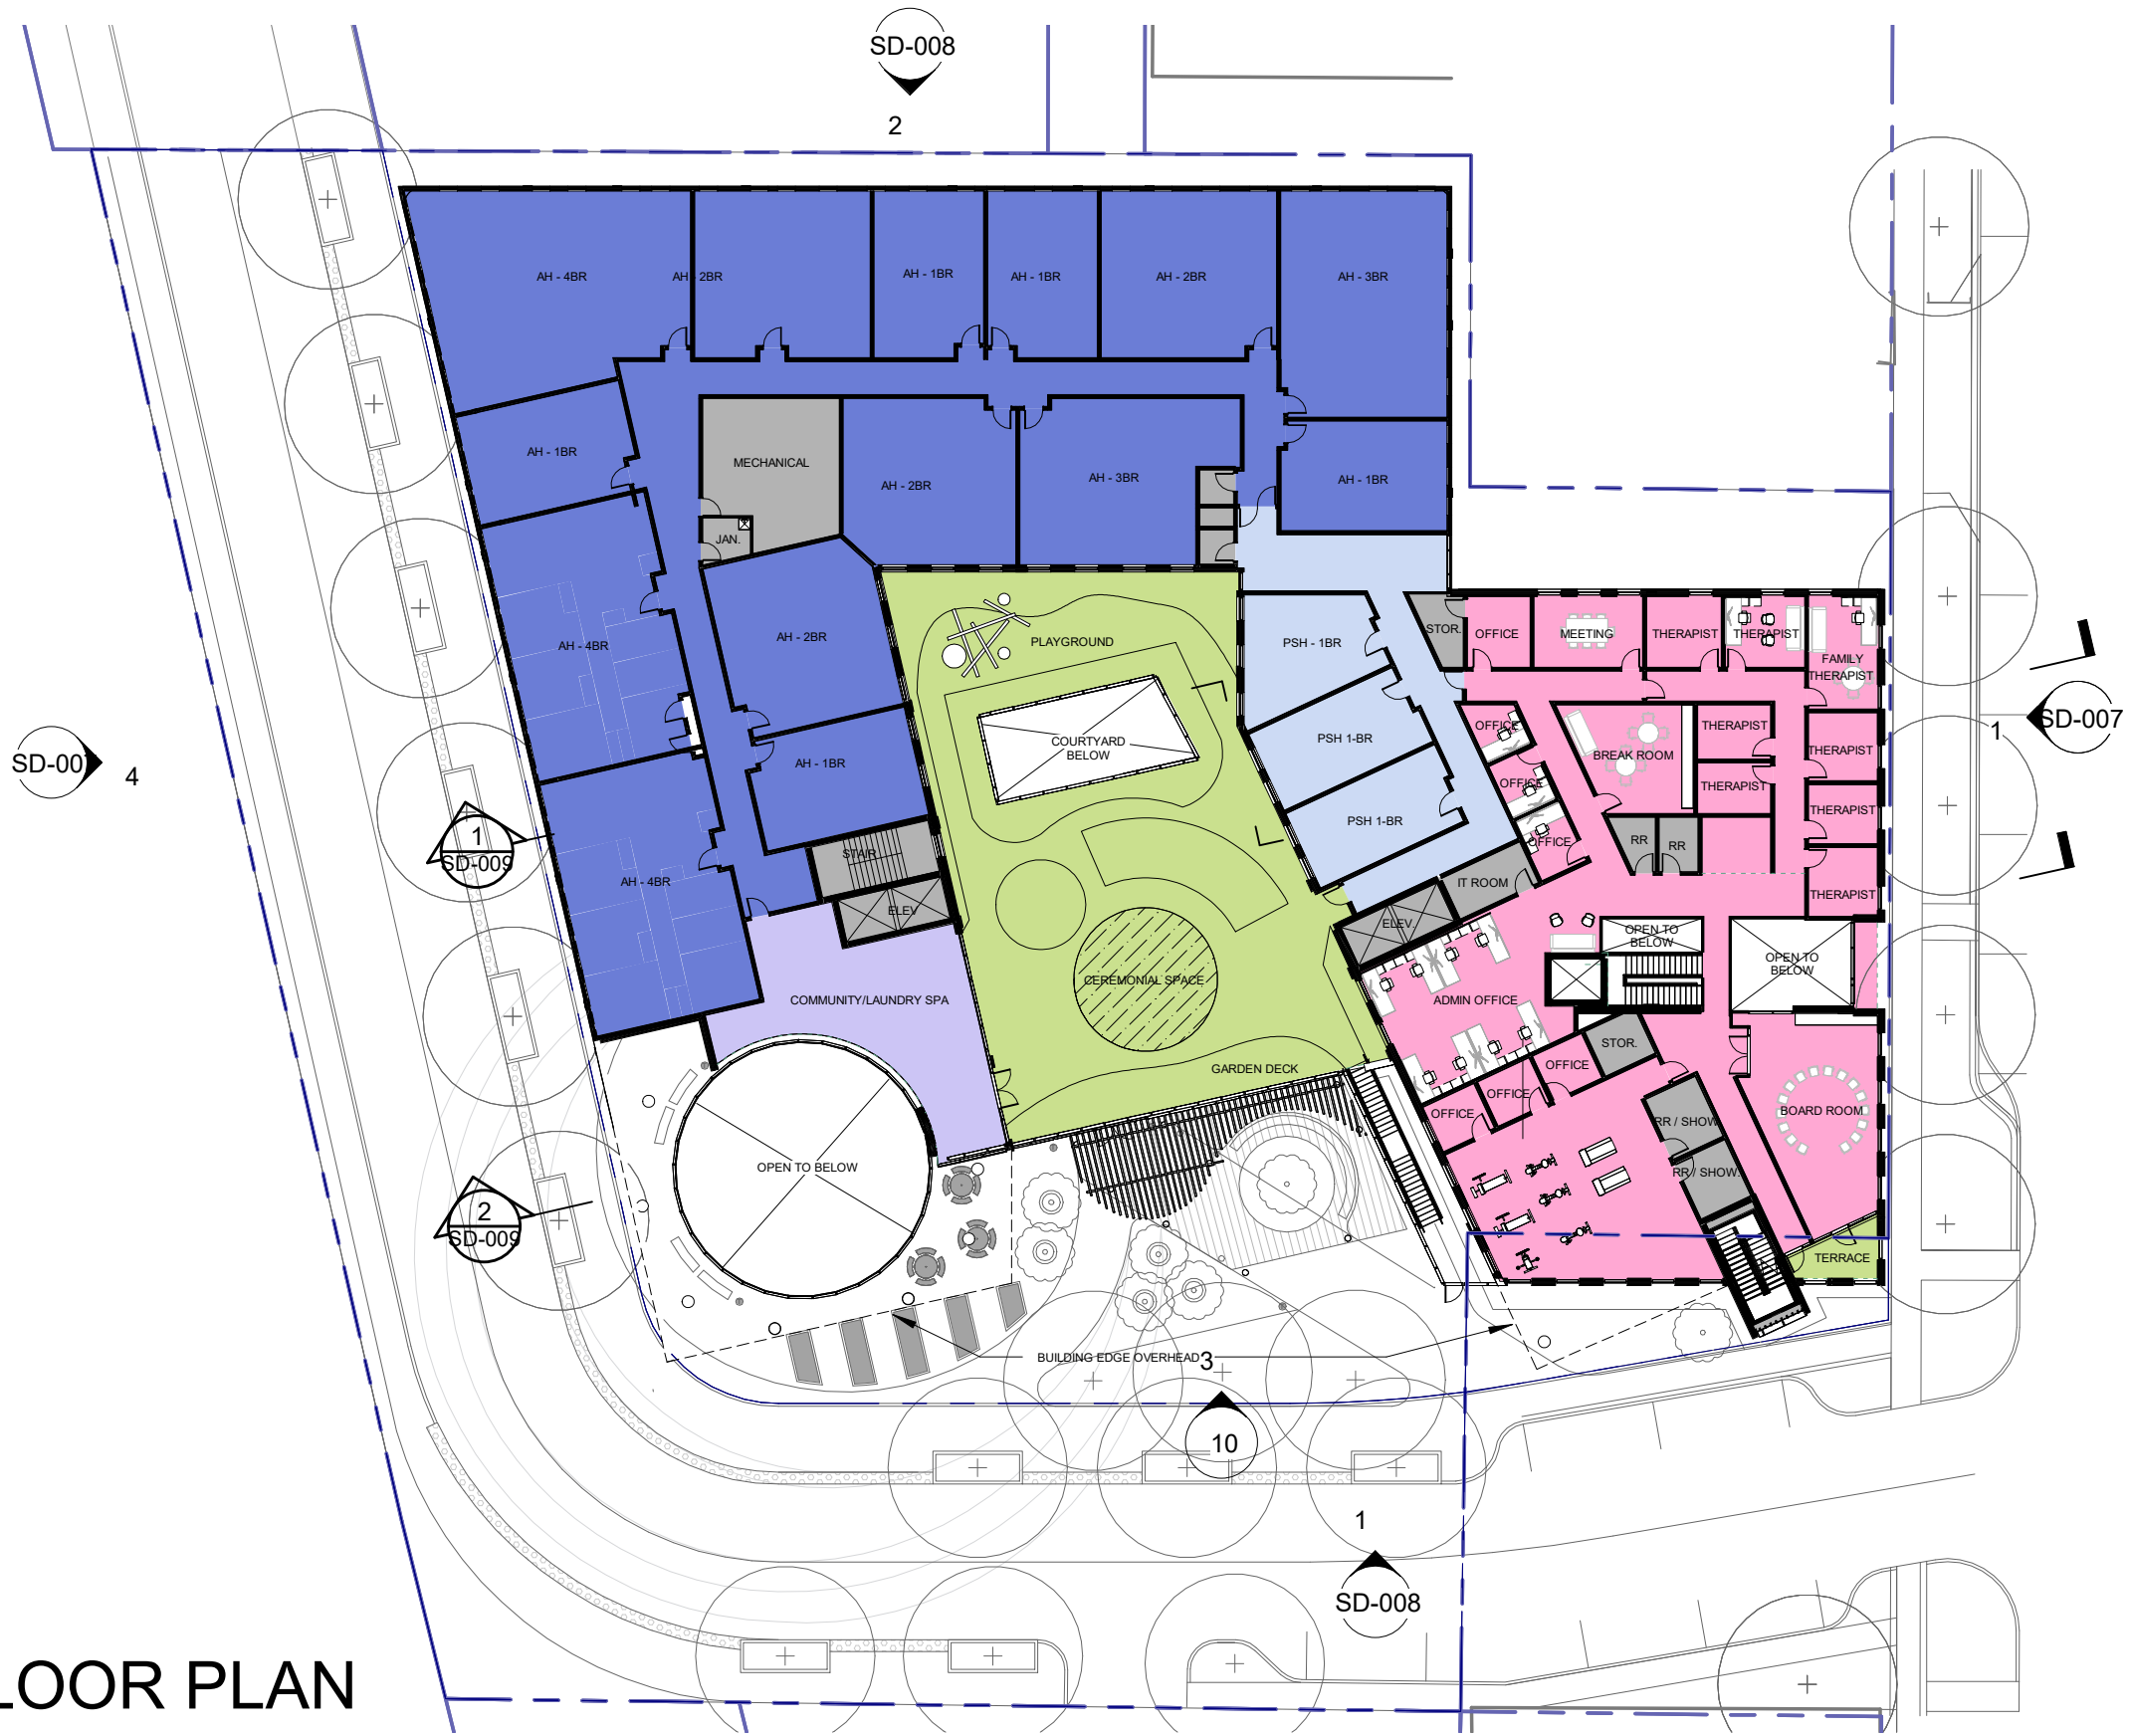 SD-008
2
AH - 4BR
AH - 2BR
AH - 1BR
AH - 1BR
AH - 2BR
AH - 3BR
AH - 1BR
MECHANICAL
AH - 2BR
AH - 3BR
AH - 1BR
JAN.
AH - 4BR
AH - 2BR
PLAYGROUND
PSH - 1BR
STOR.
OFFICE
MEETING
THERAPIST
THERAPIST
FAMILY
THERAPIST
COURTYARD
BELOW
PSH 1-BR
OFFICE
BREAK ROOM
THERAPIST
THERAPIST
1
SD-007
SD-007
4
AH - 1BR
OFFICE
THERAPIST
THERAPIST
PSH 1-BR
OFFICE
RR
RR
1
SD-009
STAIR
AH - 4BR
ELEV
IT ROOM
THERAPIST
ELEV.
OPEN TO
BELOW
OPEN TO
BELOW
CEREMONIAL SPACE
COMMUNITY/LAUNDRY SPA
ADMIN OFFICE
STOR.
GARDEN DECK
OFFICE
OFFICE
OFFICE
BOARD ROOM
RR / SHOW.
RR / SHOW.
OPEN TO BELOW
2
SD-009
TERRACE
BUILDING EDGE OVERHEAD
3
10
1
SD-008
LOOR PLAN